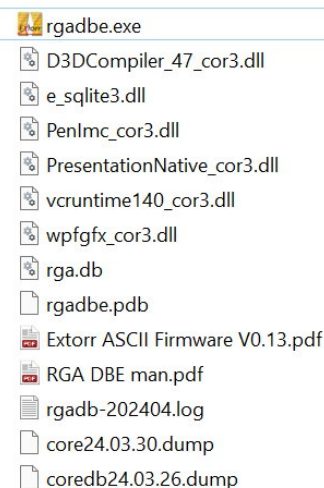 rgadbe.exe
D3DCompiler_47_cor3.dll
e_sqlite3.dll
PenImc_cor3.dll
PresentationNative_cor3.dll
vcruntime140_cor3.dll
wpfgfx_cor3.dll
rga.db
rgadbe.pdb
Extorr ASCII Firmware V0.13.pdf
RGA DBE man.pdf
rgadb-202404.log
core24.03.30.dump
coredb24.03.26.dump